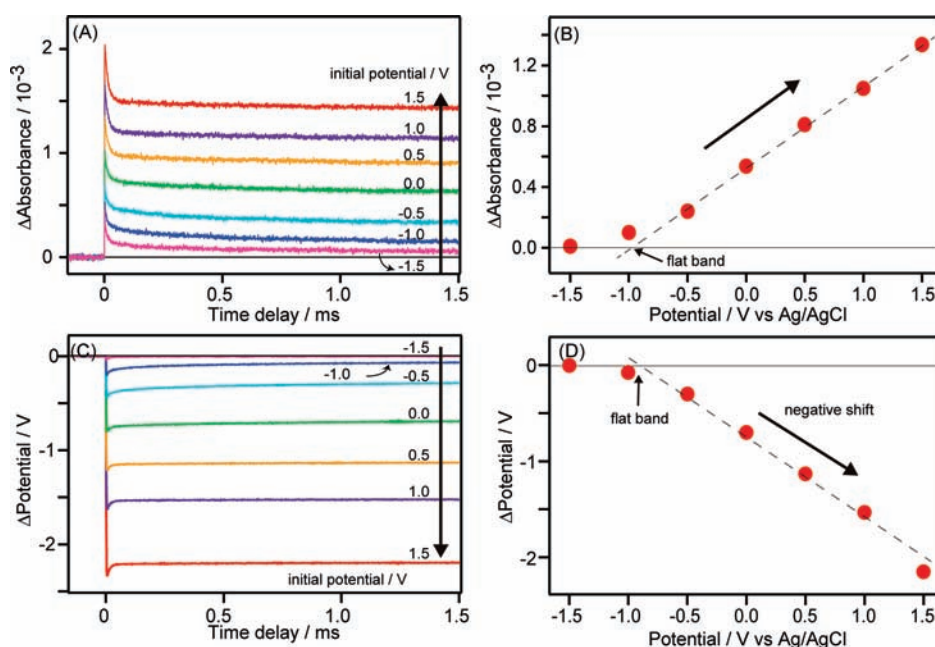 (A)
ΔAbsorbance / 10⁻³
2
1
0
initial potential / V
1.5
1.0
0.5
0.0
-0.5
-1.0
-1.5
0 0.5 1.0 1.5
Time delay / ms
(B)
ΔAbsorbance / 10⁻³
1.2
0.8
0.4
0.0
flat band
-1.5 -1.0 -0.5 0.0 0.5 1.0 1.5
Potential / V vs Ag/AgCl
(C)
ΔPotential / V
0
-1
-2
-1.5
-1.0
-0.5
0.0
0.5
1.0
1.5
initial potential / V
0 0.5 1.0 1.5
Time delay / ms
(D)
ΔPotential / V
0
-1
-2
flat band
negative shift
-1.5 -1.0 -0.5 0.0 0.5 1.0 1.5
Potential / V vs Ag/AgCl